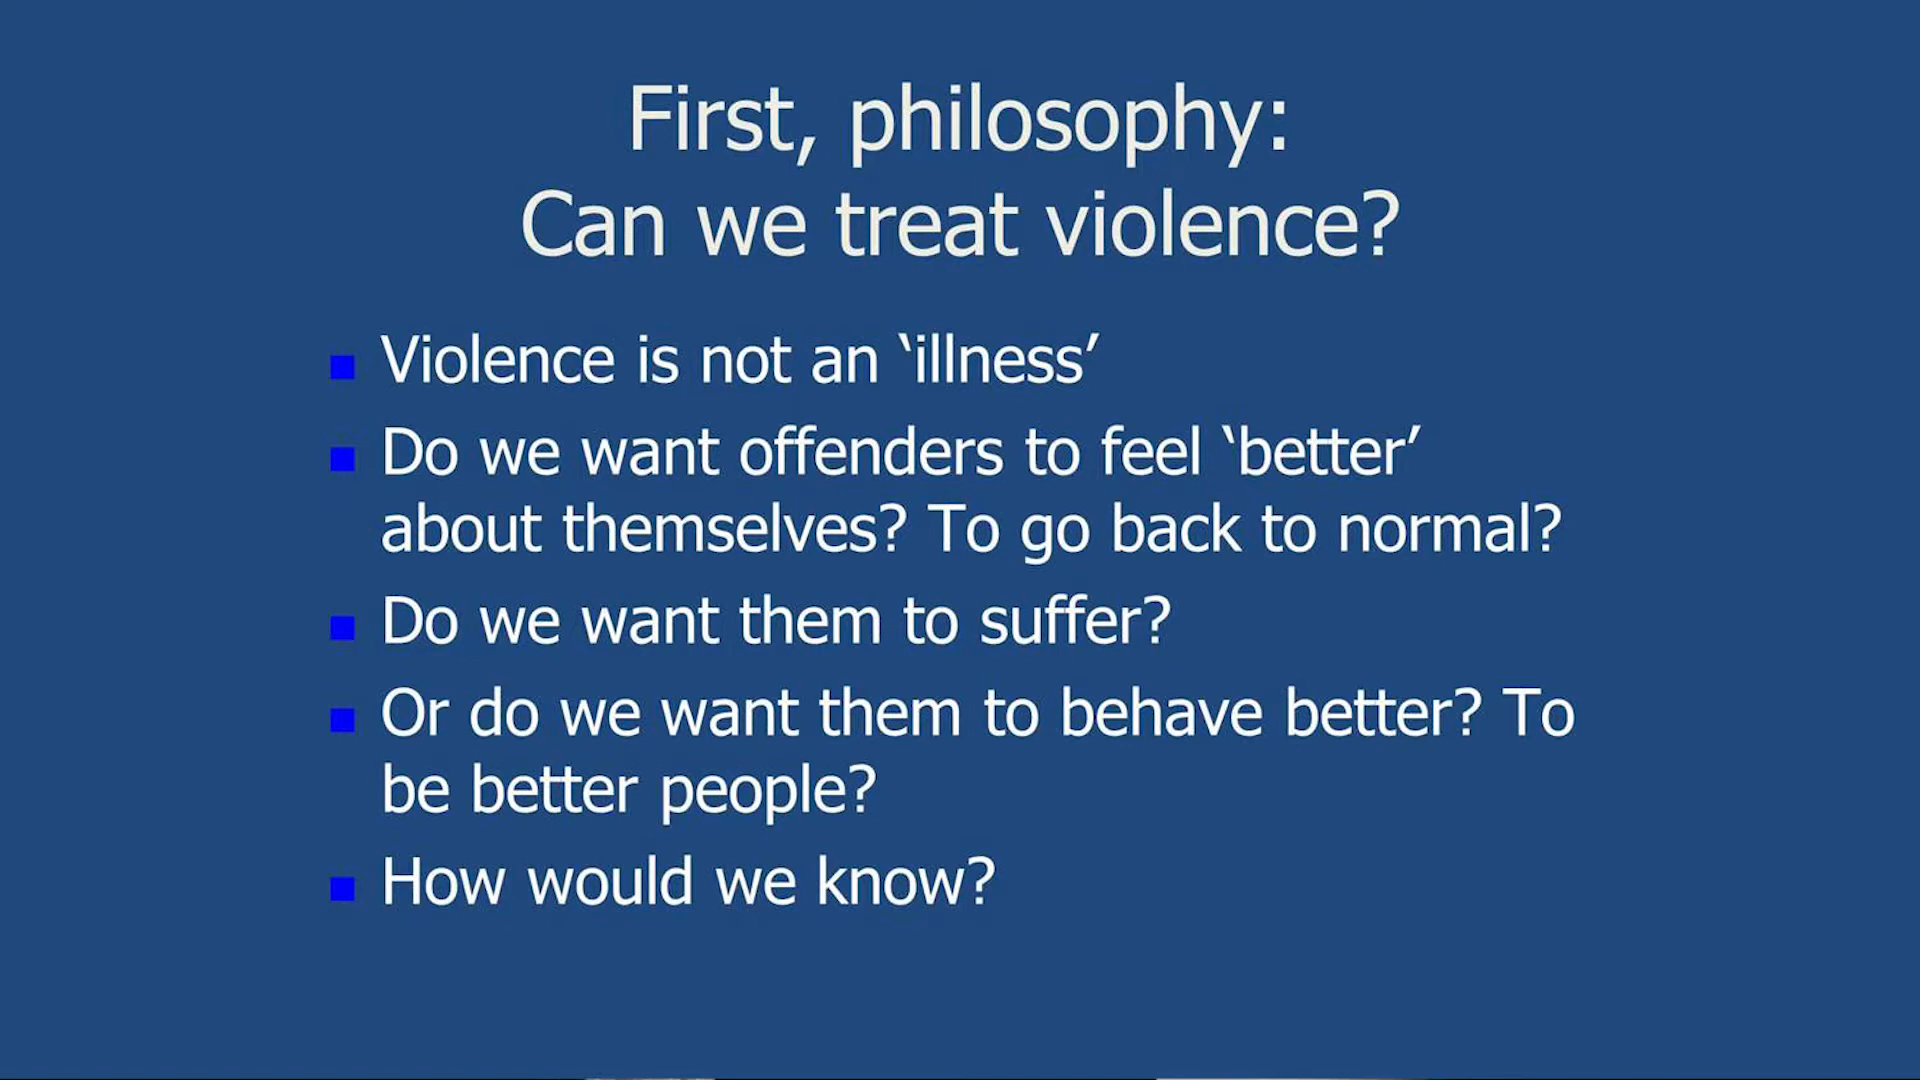 First, philosophy:
Can we treat violence?
Violence is not an ‘illness’
Do we want offenders to feel ‘better’
about themselves? To go back to normal?
Do we want them to suffer?
Or do we want them to behave better? To
be better people?
How would we know?